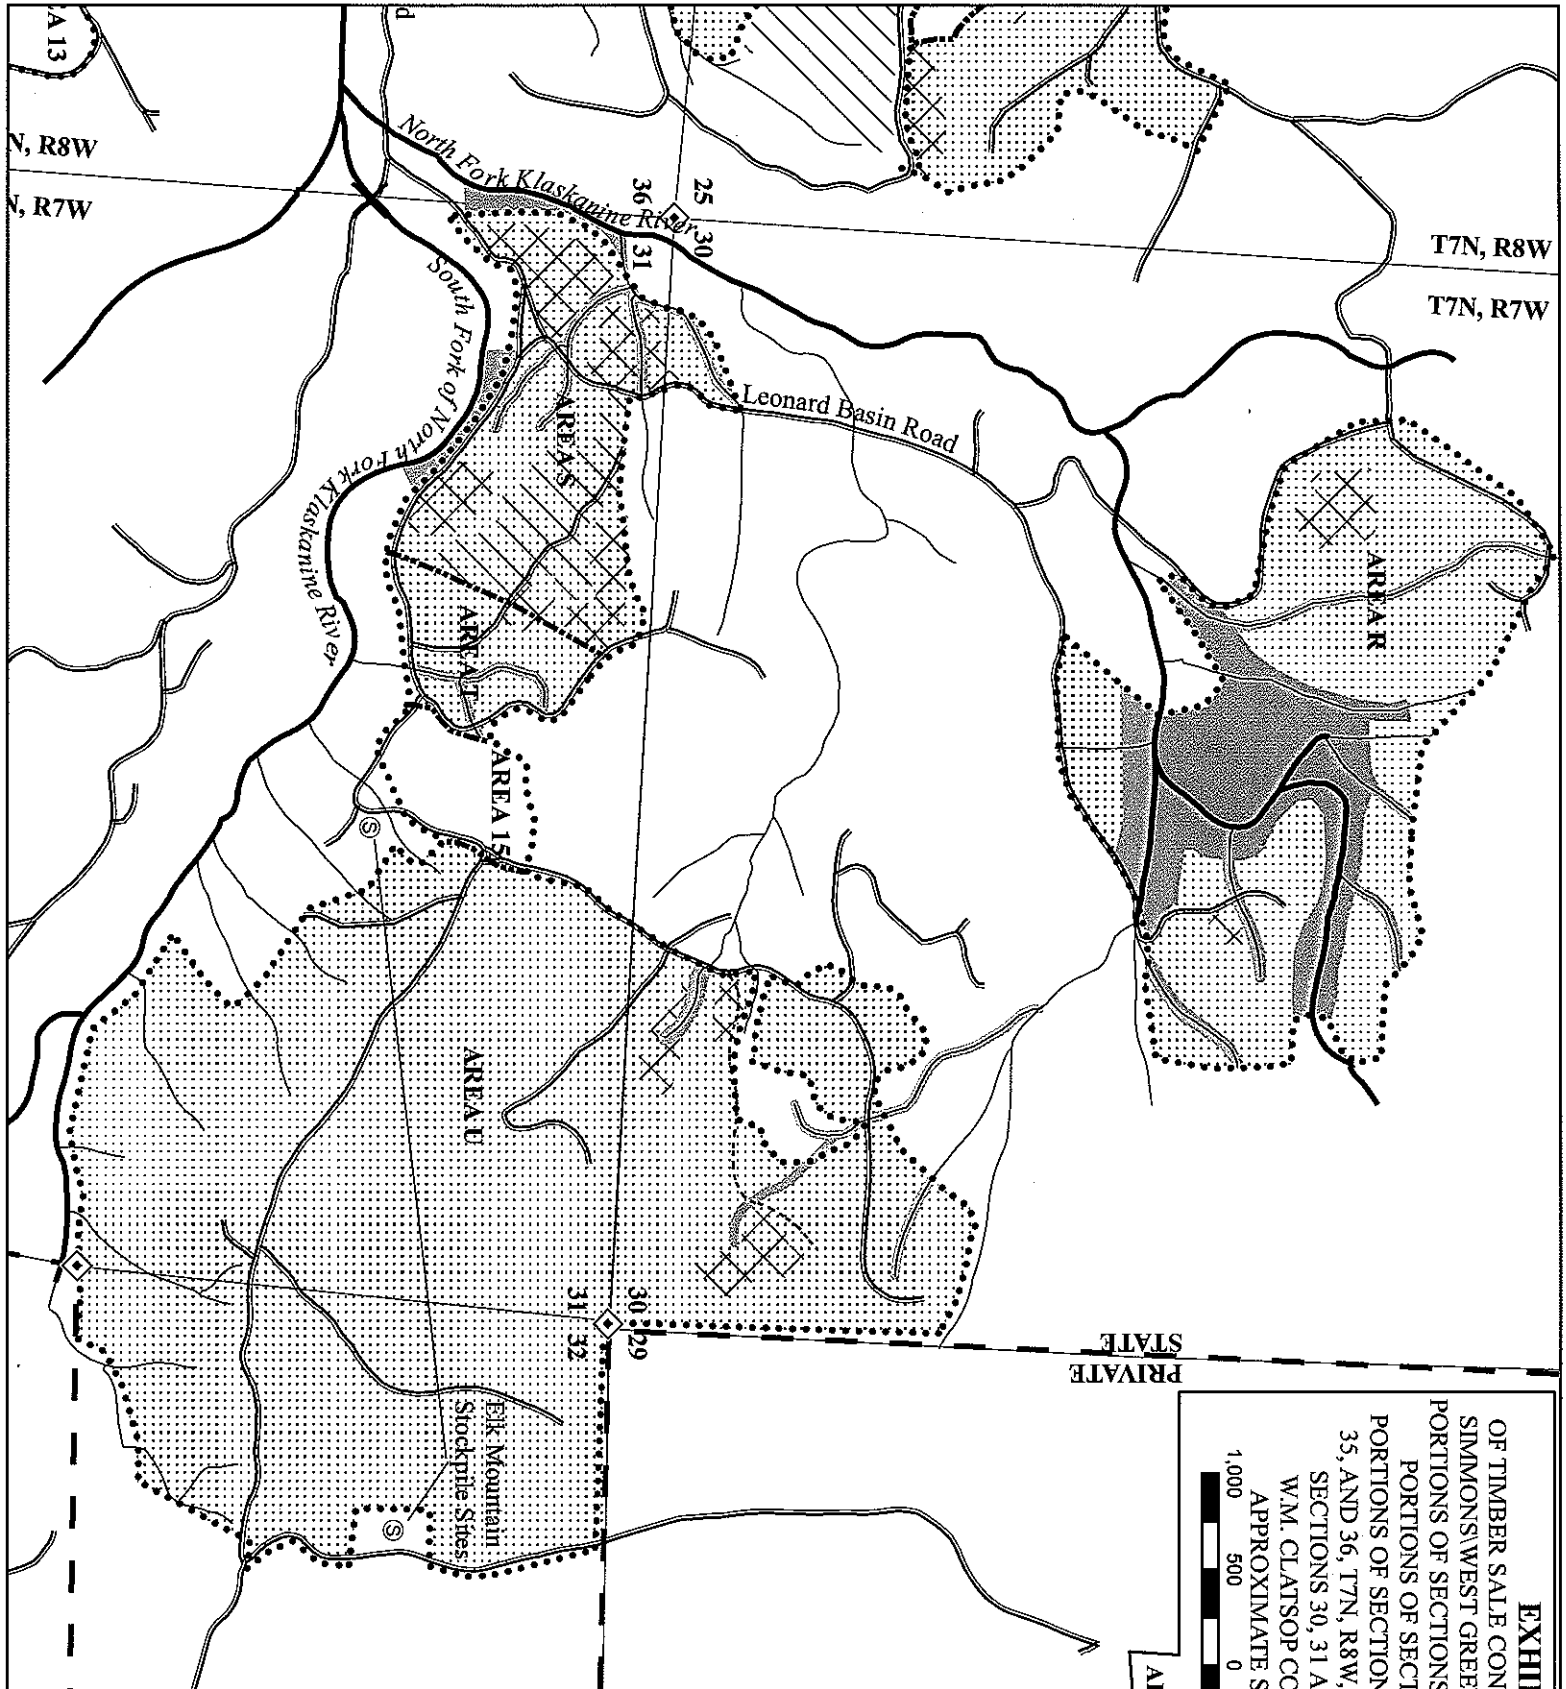 EXHI
OF TIMBER SALE CON
SIMMONS\WEST GREE
PORTIONS OF SECTIONS
PORTIONS OF SECT
PORTIONS OF SECTION
35, AND 36, T7N, R8W,
SECTIONS 30, 31 A
W.M. CLATSOP CO
APPROXIMATE S
1,000 500 0
T7N, R8W
T7N, R7W
N, R8W
N, R7W
A 13
d
North Fork Klaskanine River
25
30
36
31
South Fork of North Fork Klaskanine River
Leonard Basin Road
AREA R
AREA S
AREA T
AREA 15
AREA U
S
30
29
31
32
STATE
PRIVATE
Elk Mountain
Stockpile Sites
S